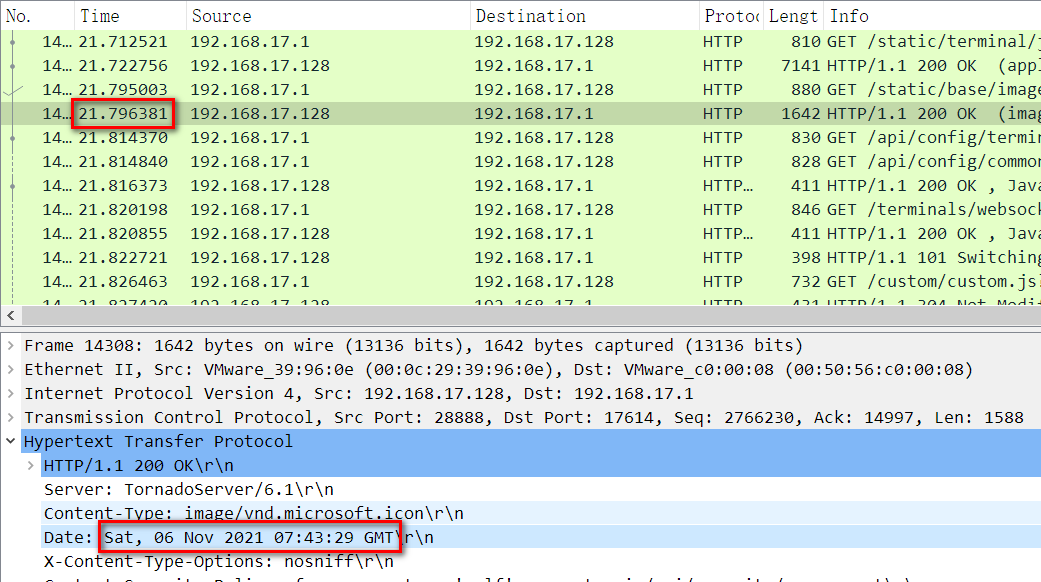 No. Time Source Destination Protoc Lengt Info
14… 21.712521 192.168.17.1 192.168.17.128 HTTP 810 GET /static/terminal/j
14… 21.722756 192.168.17.128 192.168.17.1 HTTP 7141 HTTP/1.1 200 OK (appl
14… 21.795003 192.168.17.1 192.168.17.128 HTTP 880 GET /static/base/image
14… 21.796381 192.168.17.128 192.168.17.1 HTTP 1642 HTTP/1.1 200 OK (imag
14… 21.814370 192.168.17.1 192.168.17.128 HTTP 830 GET /api/config/termin
14… 21.814840 192.168.17.1 192.168.17.128 HTTP 828 GET /api/config/common
14… 21.816373 192.168.17.128 192.168.17.1 HTTP… 411 HTTP/1.1 200 OK , Java
14… 21.820198 192.168.17.1 192.168.17.128 HTTP 846 GET /terminals/websock
14… 21.820855 192.168.17.128 192.168.17.1 HTTP… 411 HTTP/1.1 200 OK , Java
14… 21.822721 192.168.17.128 192.168.17.1 HTTP 398 HTTP/1.1 101 Switching
14… 21.826463 192.168.17.1 192.168.17.128 HTTP 732 GET /custom/custom.jsl
14… 21.827420 192.168.17.128 192.168.17.1 HTTP 431 HTTP/1.1 304 Not Modif
Frame 14308: 1642 bytes on wire (13136 bits), 1642 bytes captured (13136 bits)
Ethernet II, Src: VMware_39:96:0e (00:0c:29:39:96:0e), Dst: VMware_c0:00:08 (00:50:56:c0:00:08)
Internet Protocol Version 4, Src: 192.168.17.128, Dst: 192.168.17.1
Transmission Control Protocol, Src Port: 28888, Dst Port: 17614, Seq: 2766230, Ack: 14997, Len: 1588
Hypertext Transfer Protocol
HTTP/1.1 200 OK\r\n
Server: TornadoServer/6.1\r\n
Content-Type: image/vnd.microsoft.icon\r\n
Date: Sat, 06 Nov 2021 07:43:29 GMT\r\n
X-Content-Type-Options: nosniff\r\n